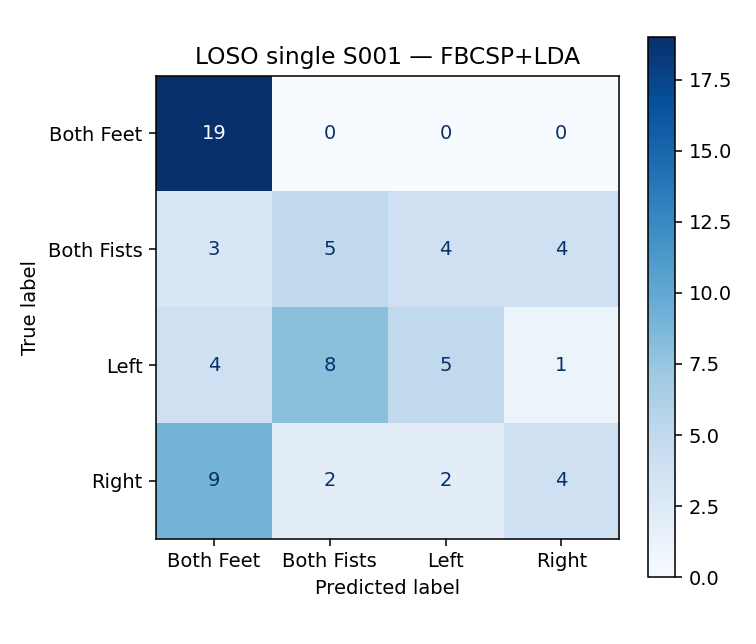 LOSO single S001 — FBCSP+LDA
True label
Both Feet 19 0 0 0
Both Fists 3 5 4 4
Left 4 8 5 1
Right 9 2 2 4
Both Feet Both Fists Left Right
Predicted label
17.5
15.0
12.5
10.0
7.5
5.0
2.5
0.0